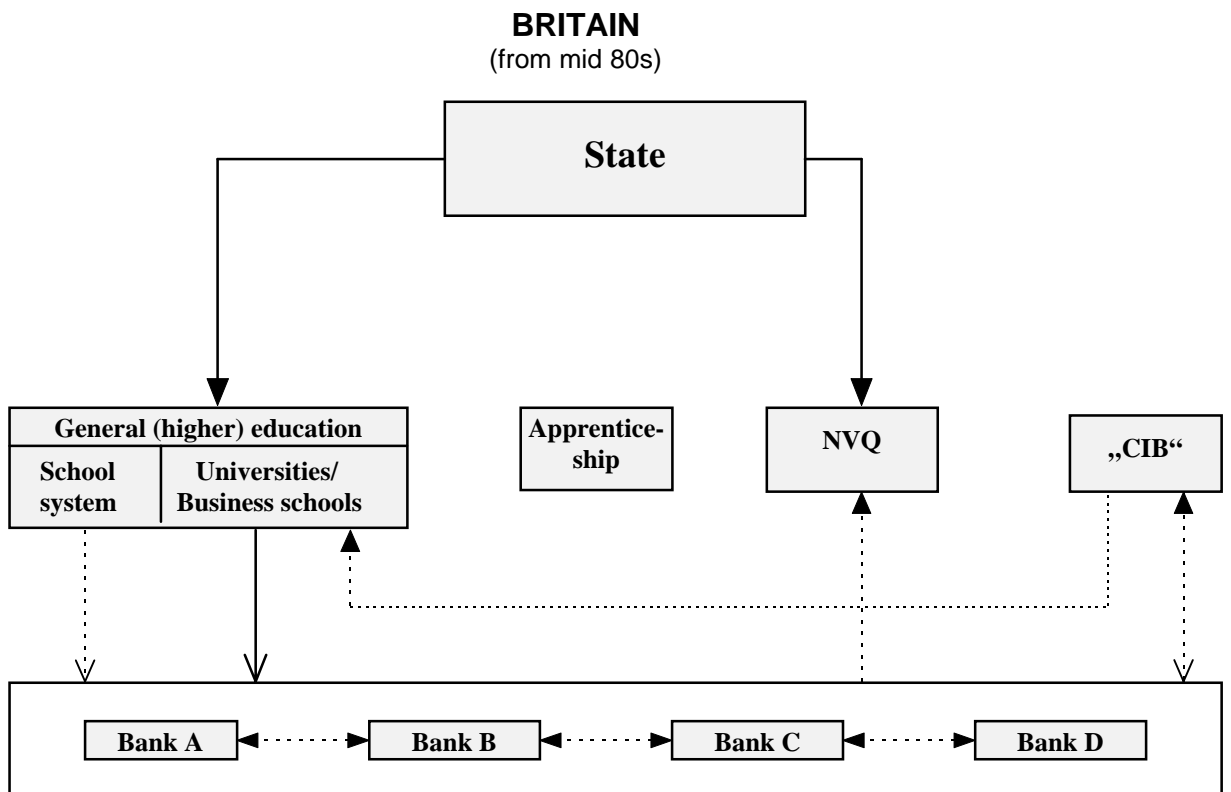 BRITAIN
(from mid 80s)
State
General (higher) education
School
system
Universities/
Business schools
Apprentice-
ship
NVQ
„CIB“
Bank A
Bank B
Bank C
Bank D